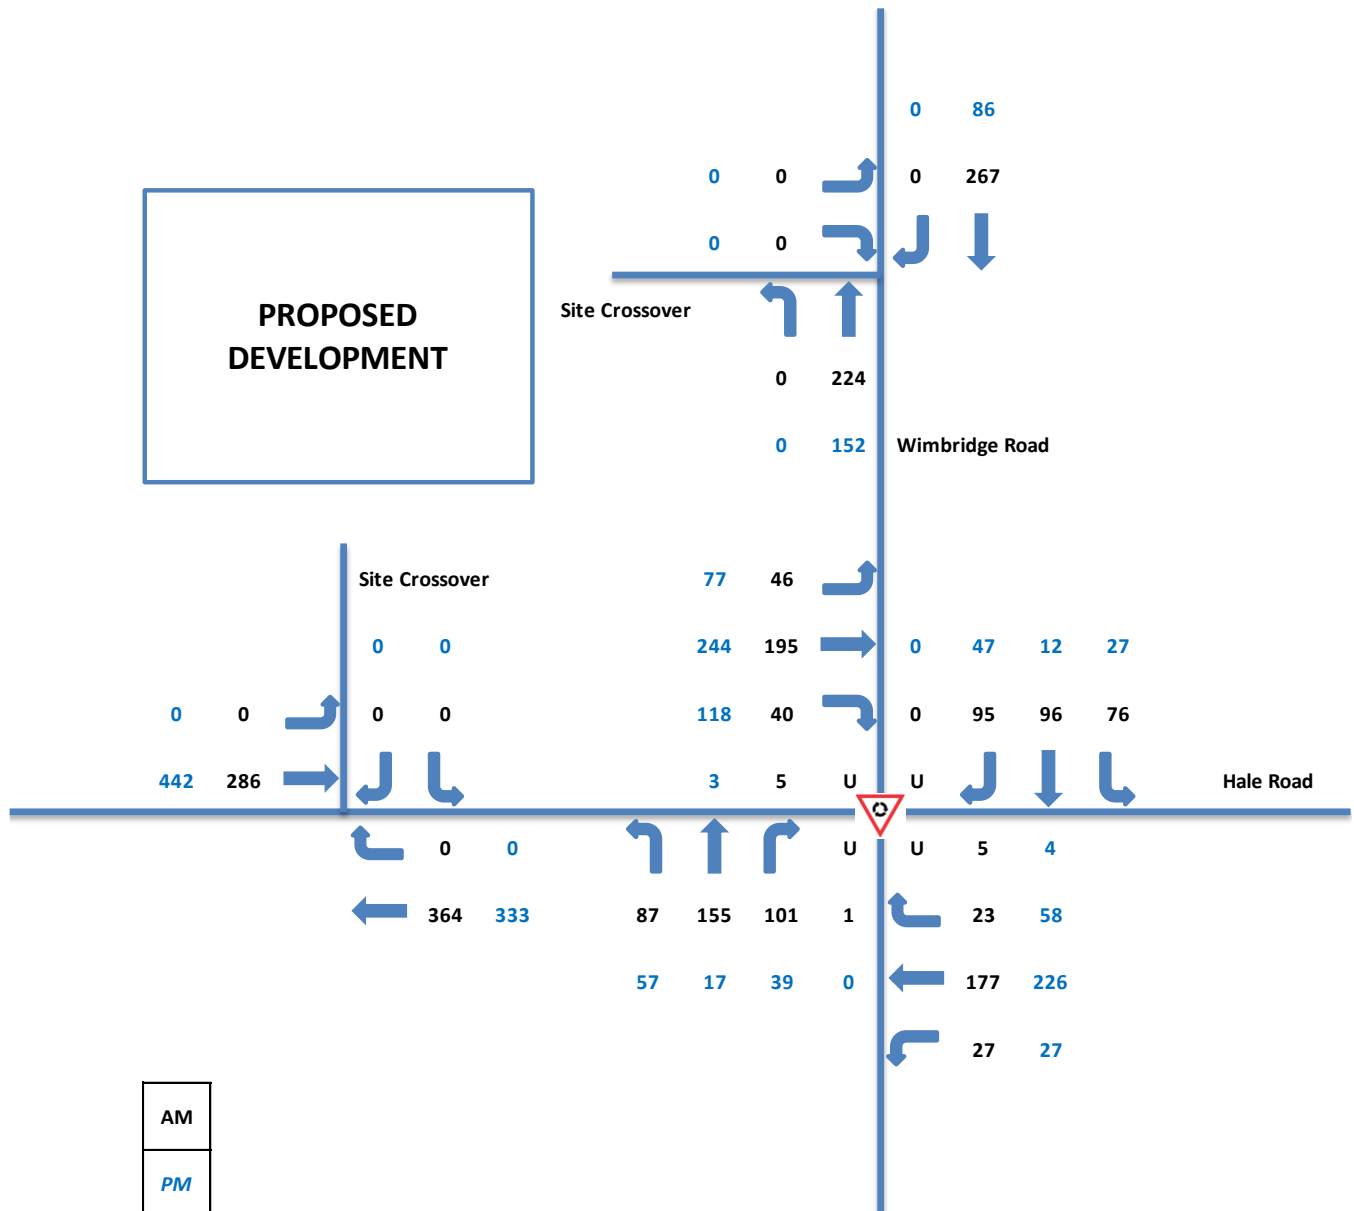 0 86
0 0 0 267
0 0
PROPOSED
DEVELOPMENT
Site Crossover
0 224
0 152
Wimbridge Road
Site Crossover
77 46
0 0
244 195
0 47 12 27
0 0
0 0
118 40
0 95 96 76
442 286
3 5 U U
Hale Road
0 0
U U 5 4
364 333
87 155 101 1
23 58
57 17 39 0
177 226
27 27
AM
PM